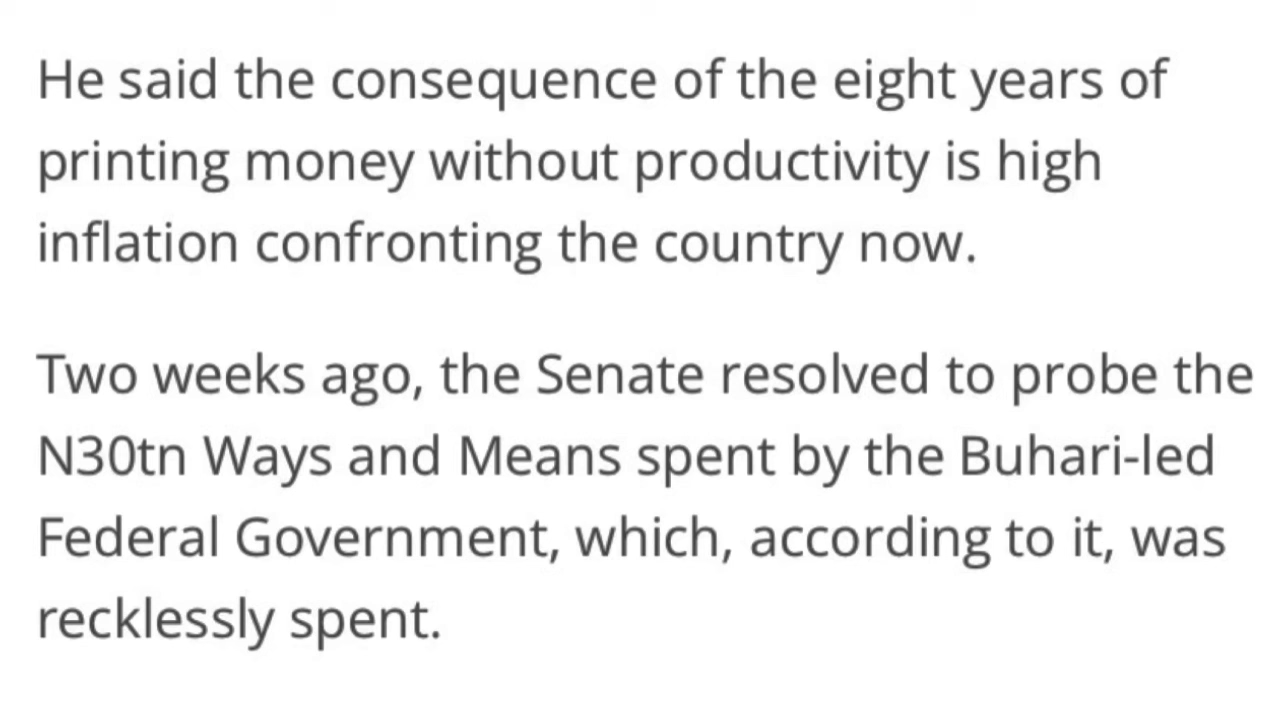 He said the consequence of the eight years of
printing money without productivity is high
inflation confronting the country now.
Two weeks ago, the Senate resolved to probe the
N30tn Ways and Means spent by the Buhari-led
Federal Government, which, according to it, was
recklessly spent.